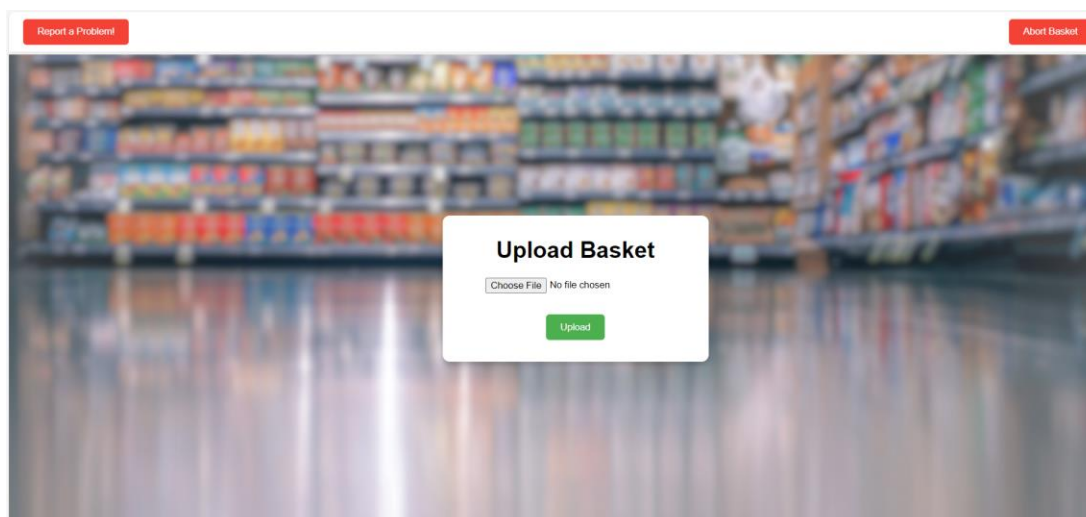 Report a Problem!
Abort Basket
Upload Basket
Choose File No file chosen
Upload